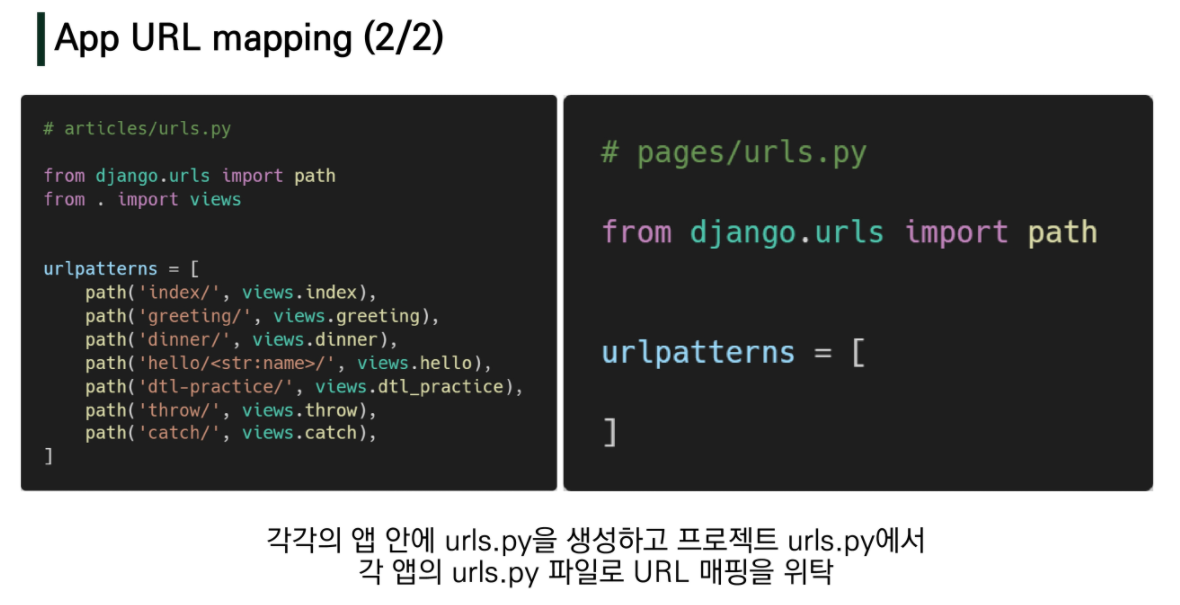 App URL mapping (2/2)
# articles/urls.py
from django.urls import path
from . import views
urlpatterns = [
    path('index/', views.index),
    path('greeting/', views.greeting),
    path('dinner/', views.dinner),
    path('hello/<str:name>/', views.hello),
    path('dtl-practice/', views.dtl_practice),
    path('throw/', views.throw),
    path('catch/', views.catch),
]
# pages/urls.py
from django.urls import path
urlpatterns = [
]
각각의 앱 안에 urls.py을 생성하고 프로젝트 urls.py에서
각 앱의 urls.py 파일로 URL 매핑을 위탁